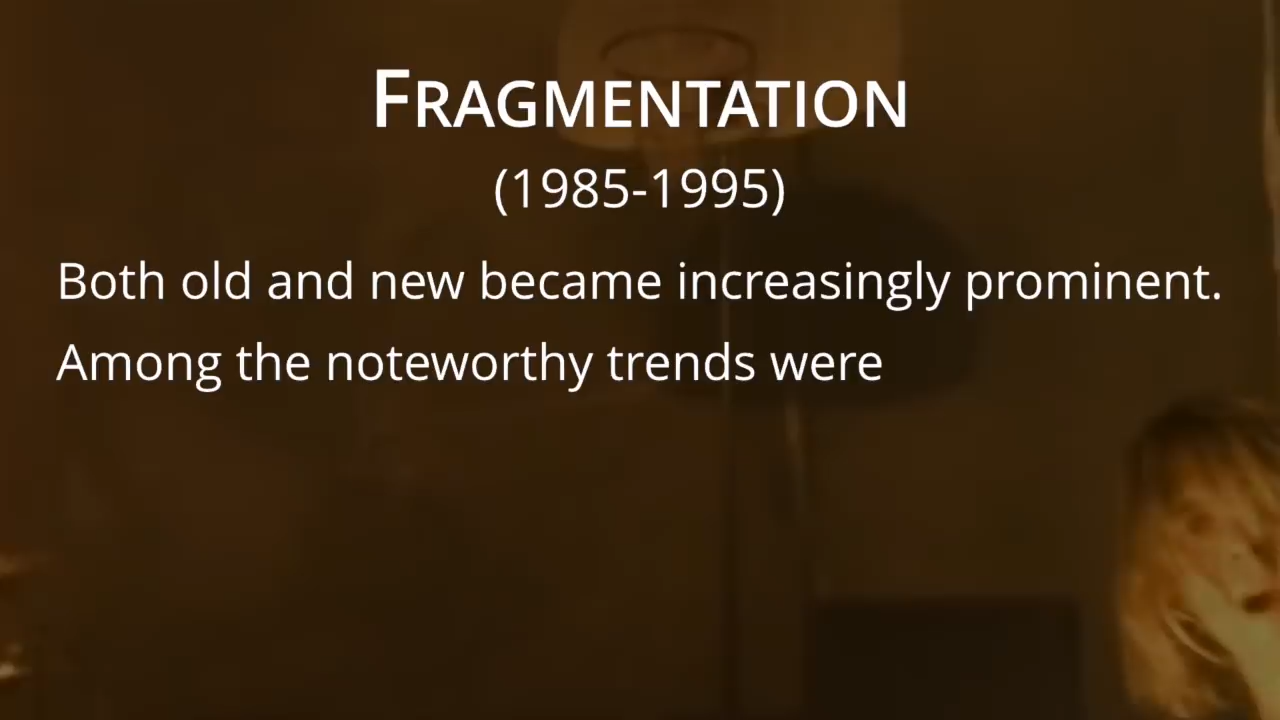 FRAGMENTATION
(1985-1995)
Both old and new became increasingly prominent.
Among the noteworthy trends were